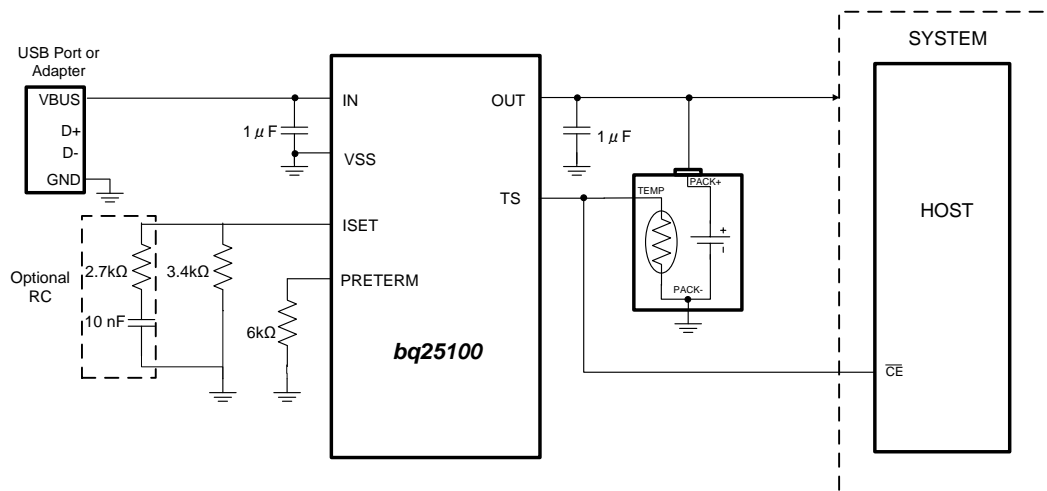 USB Port or
Adapter
VBUS
D+
D-
GND
1 μF
IN
VSS
ISET
PRETERM
bq25100
OUT
TS
1 μF
TEMP
PACK+
+
−
PACK-
Optional
RC
2.7kΩ
10 nF
3.4kΩ
6kΩ
SYSTEM
HOST
CE